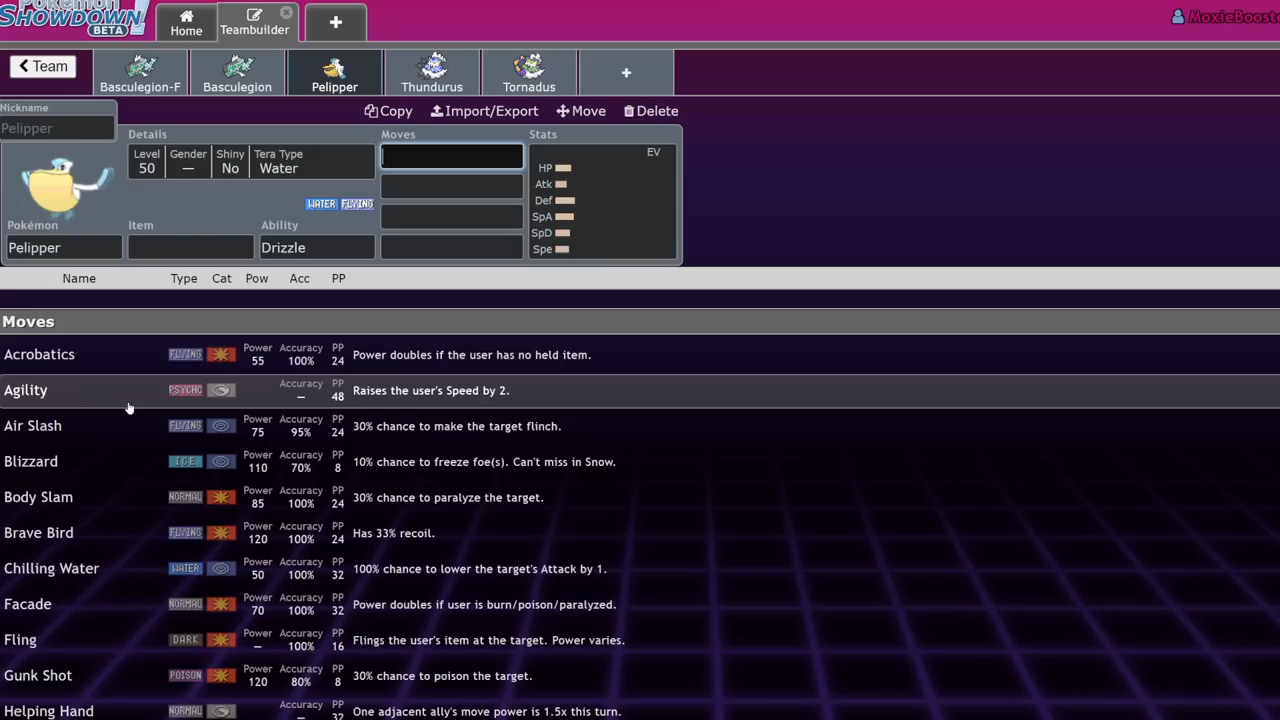 Pokémon
SHOWDOWN!
BETA
Home
Teambuilder
+
Team
Basculegion-F
Basculegion
Pelipper
Thundurus
Tornadus
+
Copy
Import/Export
Move
Delete
Nickname
Pelipper
Details
Level
50
Gender
—
Shiny
No
Tera Type
Water
WATER FLYING
Pokémon
Pelipper
Item
Ability
Drizzle
Moves
Stats
EV
HP
Atk
Def
SpA
SpD
Spe
Name Type Cat Pow Acc PP
Moves
Acrobatics FLYING Power 55 Accuracy 100% PP 24 Power doubles if the user has no held item.
Agility PSYCHC Accuracy — PP 48 Raises the user's Speed by 2.
Air Slash FLYING Power 75 Accuracy 95% PP 24 30% chance to make the target flinch.
Blizzard ICE Power 110 Accuracy 70% PP 8 10% chance to freeze foe(s). Can't miss in Snow.
Body Slam NORMAL Power 85 Accuracy 100% PP 24 30% chance to paralyze the target.
Brave Bird FLYING Power 120 Accuracy 100% PP 24 Has 33% recoil.
Chilling Water WATER Power 50 Accuracy 100% PP 32 100% chance to lower the target's Attack by 1.
Facade NORMAL Power 70 Accuracy 100% PP 32 Power doubles if user is burn/poison/paralyzed.
Fling DARK Power — Accuracy 100% PP 16 Flings the user's item at the target. Power varies.
Gunk Shot POISON Power 120 Accuracy 80% PP 8 30% chance to poison the target.
Helping Hand NORMAL Accuracy — PP 32 One adjacent ally's move power is 1.5x this turn.